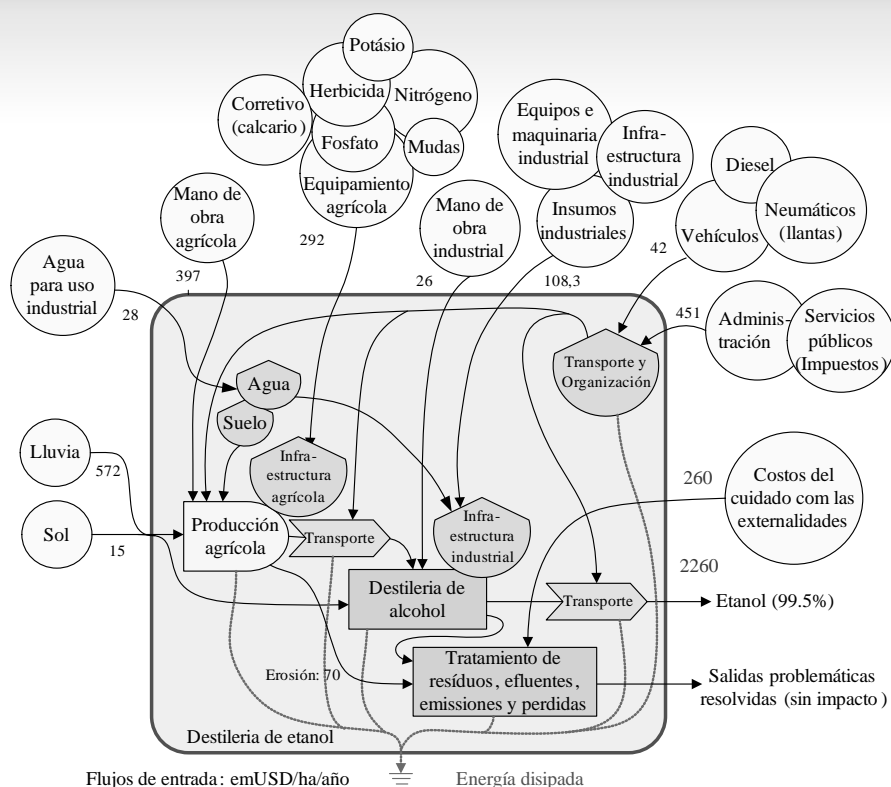 Potásio
Herbicida
Nitrógeno
Corretivo
(calcario)
Fosfato
Mudas
Equipamiento
agrícola
Equipos e
maquinaria
industrial
Infra-
estructura
industrial
Insumos
industriales
Diesel
Neumáticos
(llantas)
Vehículos
Mano de
obra
agrícola
Mano de
obra
industrial
292
42
Agua
para uso
industrial
397
26
108,3
28
451
Adminis-
tración
Servicios
públicos
(Impuestos)
Transporte y
Organización
Agua
Suelo
Lluvia
572
Infra-
estructura
agrícola
260
Costos del
cuidado com las
externalidades
Sol
15
Producción
agrícola
Transporte
Infra-
estructura
industrial
2260
Destileria de
alcohol
Transporte
Etanol (99.5%)
Erosión: 70
Tratamiento de
resíduos, efluentes,
emissiones y perdidas
Salidas problemáticas
resolvidas (sin impacto)
Destileria de etanol
Flujos de entrada: emUSD/ha/año
Energía disipada